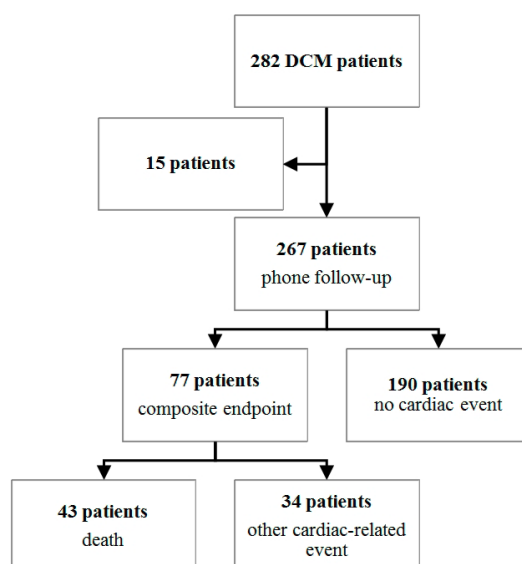 282 DCM patients
15 patients
267 patients
phone follow-up
77 patients
composite endpoint
190 patients
no cardiac event
43 patients
death
34 patients
other cardiac-related
event